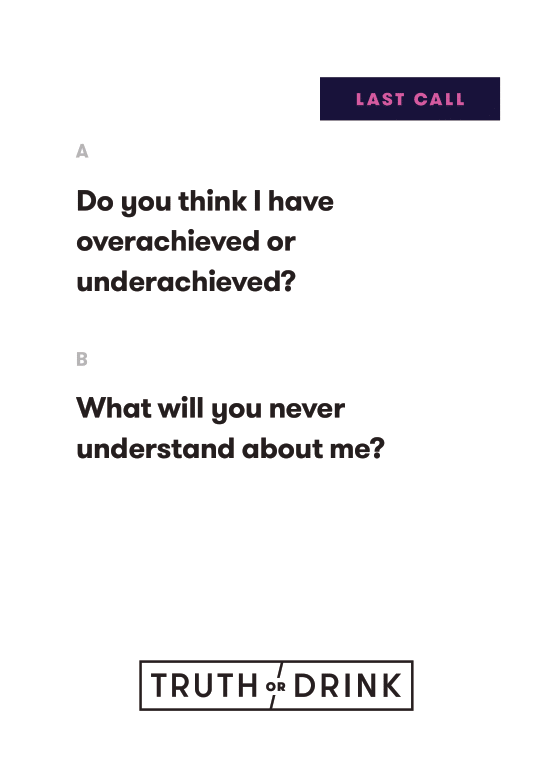 LAST CALL
A
Do you think I have
overachieved or
underachieved?
B
What will you never
understand about me?
TRUTH OR DRINK